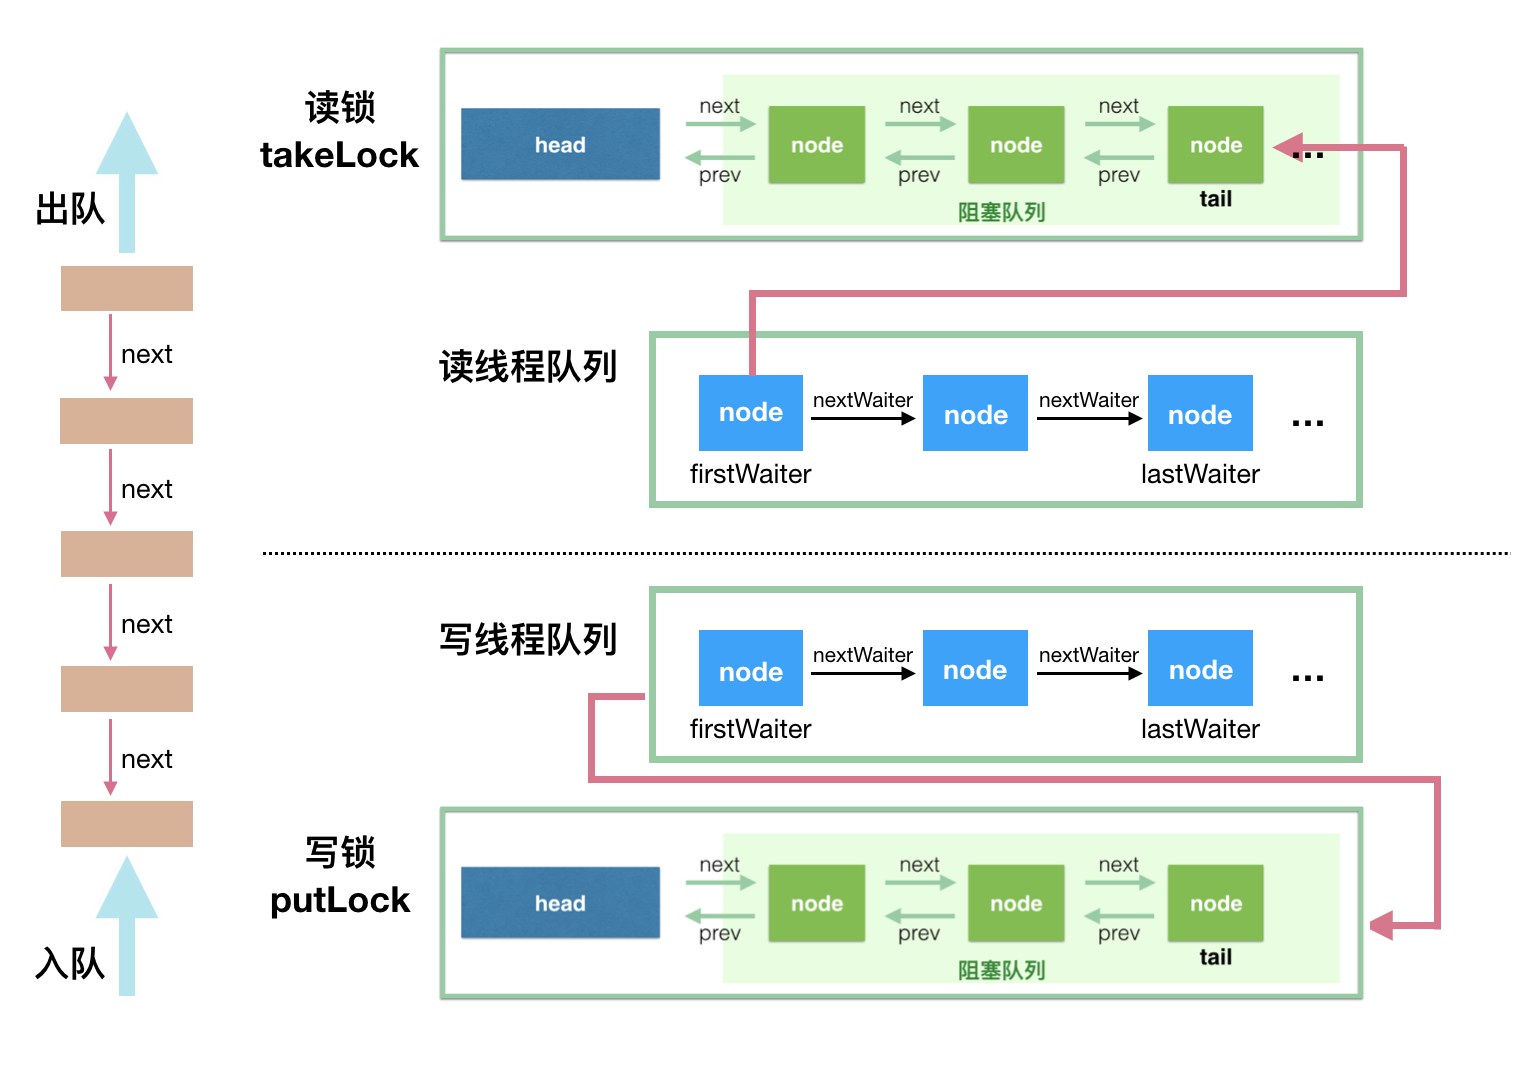 出队
next
next
next
next
入队
读锁
takeLock
head
next
prev
node
next
prev
node
next
prev
node
...
tail
阻塞队列
读线程队列
node
nextWaiter
node
nextWaiter
node
...
firstWaiter
lastWaiter
写线程队列
node
nextWaiter
node
nextWaiter
node
...
firstWaiter
lastWaiter
写锁
putLock
head
next
prev
node
next
prev
node
next
prev
node
tail
阻塞队列